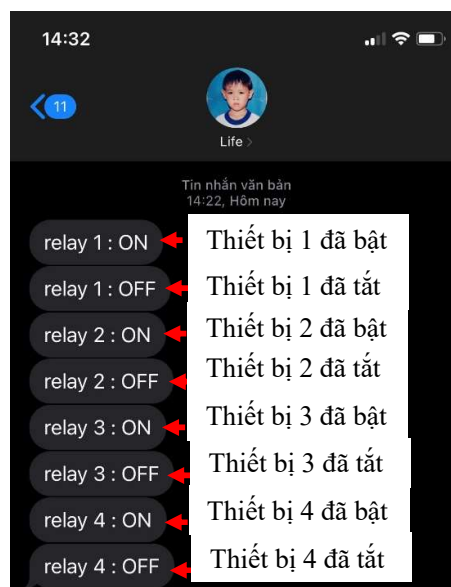 14:32
11
Life >
Tin nhắn văn bản
14:22, Hôm nay
relay 1 : ON Thiết bị 1 đã bật
relay 1 : OFF Thiết bị 1 đã tắt
relay 2 : ON Thiết bị 2 đã bật
relay 2 : OFF Thiết bị 2 đã tắt
relay 3 : ON Thiết bị 3 đã bật
relay 3 : OFF Thiết bị 3 đã tắt
relay 4 : ON Thiết bị 4 đã bật
relay 4 : OFF Thiết bị 4 đã tắt